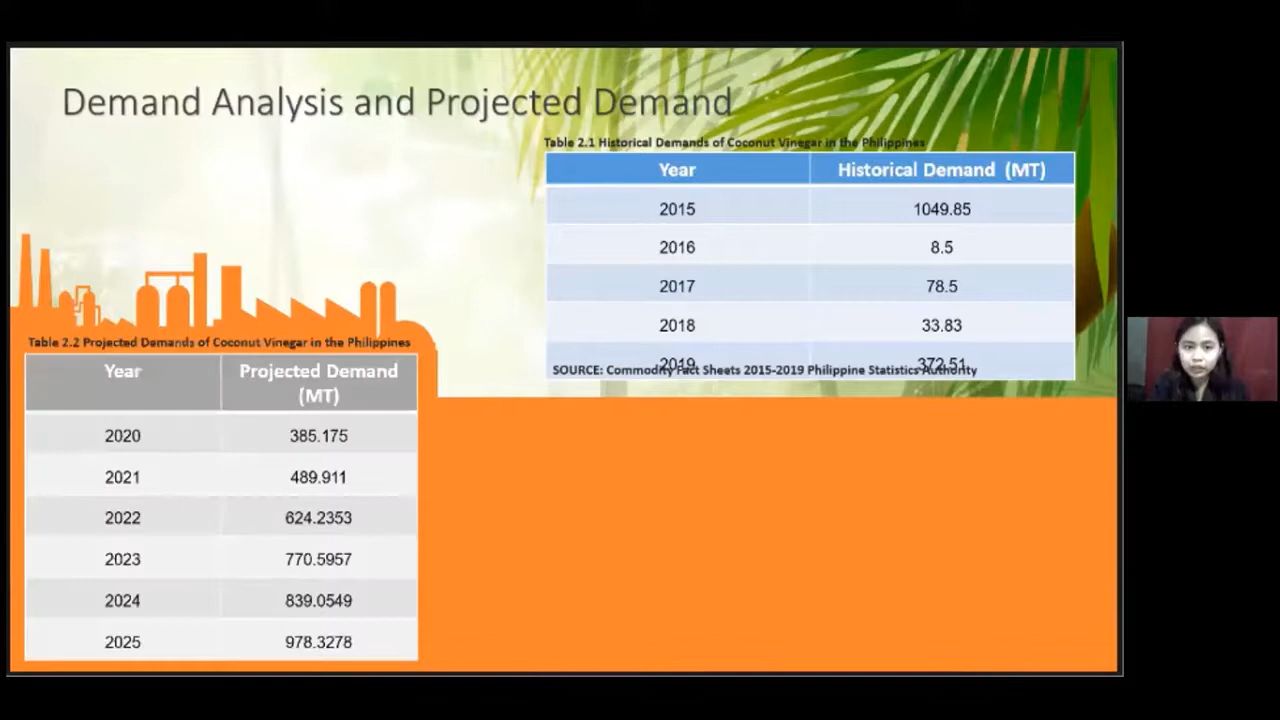 Demand Analysis and Projected Demand
Table 2.1 Historical Demands of Coconut Vinegar in the Philippines
Year Historical Demand (MT)
2015 1049.85
2016 8.5
2017 78.5
2018 33.83
2019 372.51
SOURCE: Commodity Fact Sheets 2015-2019 Philippine Statistics Authority
Table 2.2 Projected Demands of Coconut Vinegar in the Philippines
Year Projected Demand
(MT)
2020 385.175
2021 489.911
2022 624.2353
2023 770.5957
2024 839.0549
2025 978.3278